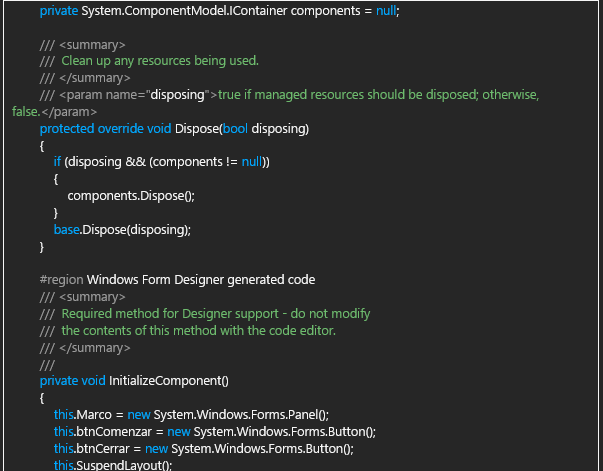 private System.ComponentModel.IContainer components = null;
/// <summary>
/// Clean up any resources being used.
/// </summary>
/// <param name="disposing">true if managed resources should be disposed; otherwise,
false.</param>
protected override void Dispose(bool disposing)
{
if (disposing && (components != null))
{
components.Dispose();
}
base.Dispose(disposing);
}
#region Windows Form Designer generated code
/// <summary>
/// Required method for Designer support - do not modify
/// the contents of this method with the code editor.
/// </summary>
///
private void InitializeComponent()
{
this.Marco = new System.Windows.Forms.Panel();
this.btnComenzar = new System.Windows.Forms.Button();
this.btnCerrar = new System.Windows.Forms.Button();
this.SuspendLayout();